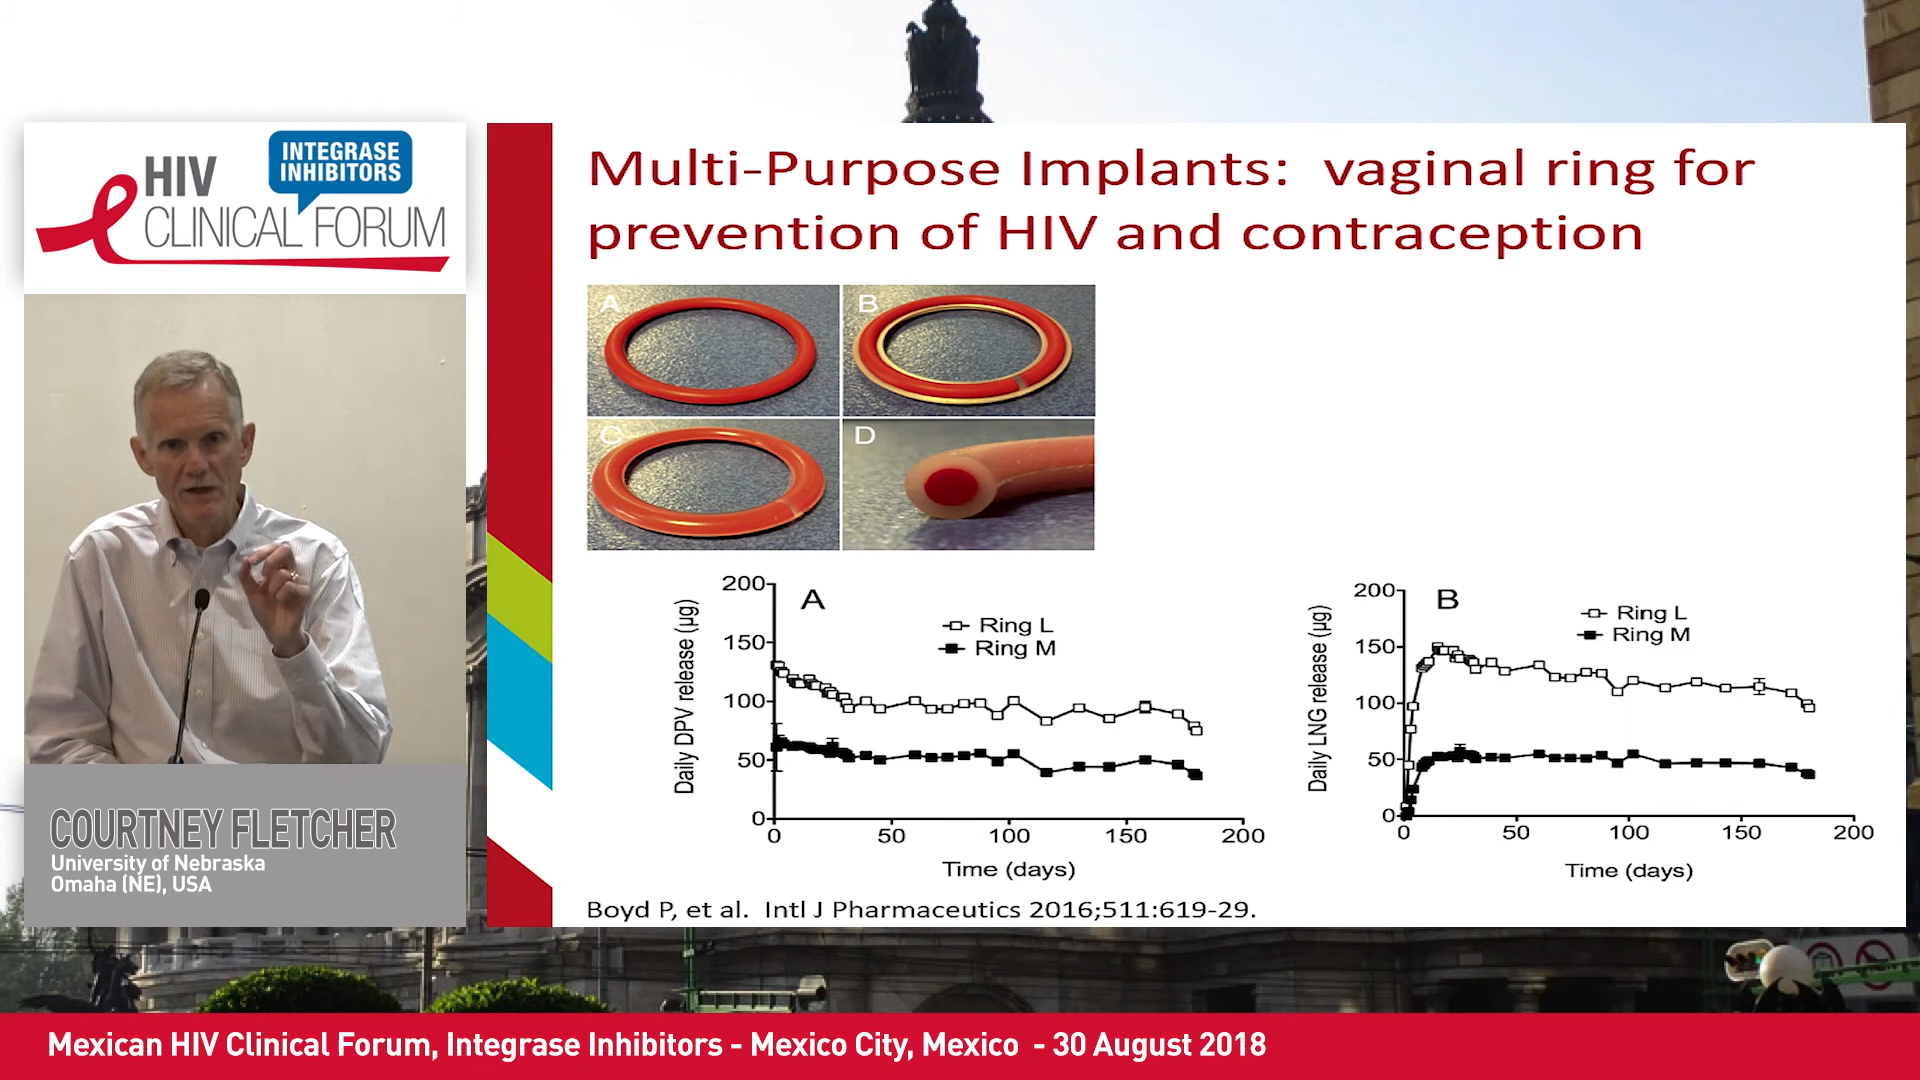 HIV
INTEGRASE
INHIBITORS
CLINICAL FORUM
Multi-Purpose Implants: vaginal ring for
prevention of HIV and contraception
A
B
C
D
A
200
150
100
50
0
Daily DPV release (µg)
Ring L
Ring M
0 50 100 150 200
Time (days)
B
200
150
100
50
0
Daily LNG release (µg)
Ring L
Ring M
0 50 100 150 200
Time (days)
Boyd P, et al. Intl J Pharmaceutics 2016;511:619-29.
COURTNEY FLETCHER
University of Nebraska
Omaha (NE), USA
Mexican HIV Clinical Forum, Integrase Inhibitors - Mexico City, Mexico - 30 August 2018